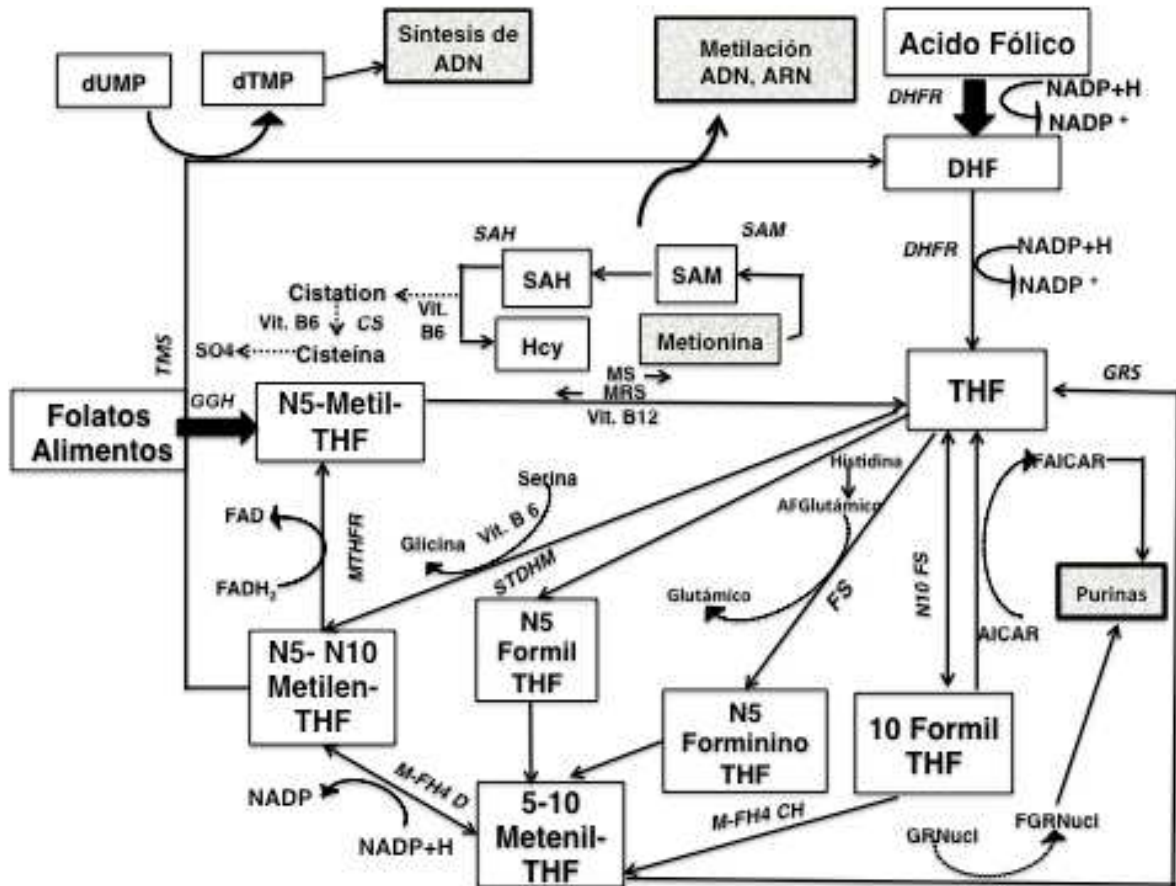 Síntesis de
ADN
Metilación
ADN, ARN
Acido Fólico
dUMP
dTMP
DHFR
NADP+H
NADP +
DHF
SAH
SAM
DHFR
NADP+H
NADP +
SAH
SAM
Cistation
Vit. B6
CS
Vit.
B6
Hcy
Metionina
SO4
Cisteína
TMS
MS
MRS
Vit. B12
THF
GRS
Folatos
Alimentos
GGH
N5-Metil-
THF
Histidina
FAICAR
Serina
AFGlutámico
FAD
Vit. B 6
Glicina
MTHFR
STDHM
FADH2
Glutámico
FS
N10 FS
Purinas
AICAR
N5- N10
Metilen-
THF
N5
Formil
THF
N5
Forminino
THF
10 Formil
THF
M-FH4 D
NADP
NADP+H
5-10
Metenil-
THF
M-FH4 CH
GRNucl
FGRNucl